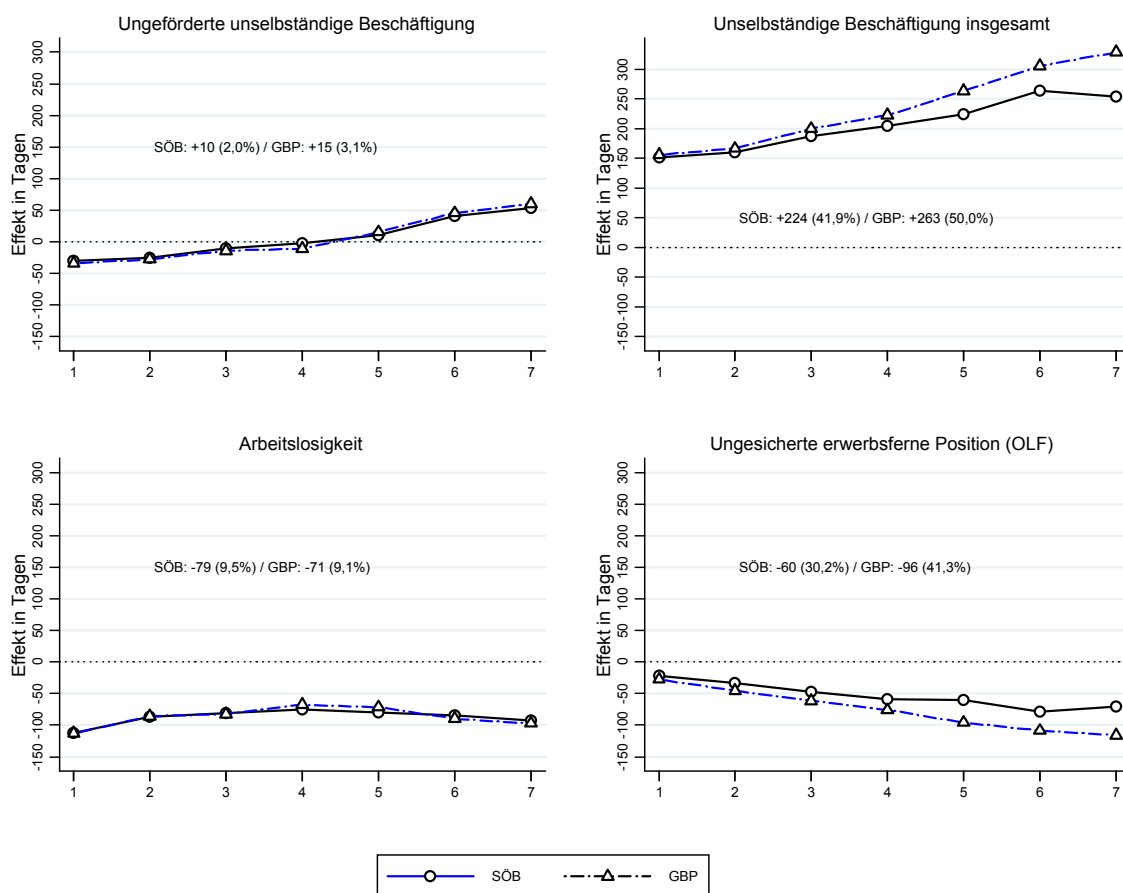 Ungeförderte unselbständige Beschäftigung
Effekt in Tagen
300
250
200
150
100
50
0
-50
-100
-150
SÖB: +10 (2,0%) / GBP: +15 (3,1%)
1 2 3 4 5 6 7
Unselbständige Beschäftigung insgesamt
Effekt in Tagen
300
250
200
150
100
50
0
-50
-100
-150
SÖB: +224 (41,9%) / GBP: +263 (50,0%)
1 2 3 4 5 6 7
Arbeitslosigkeit
Effekt in Tagen
300
250
200
150
100
50
0
-50
-100
-150
SÖB: -79 (9,5%) / GBP: -71 (9,1%)
1 2 3 4 5 6 7
Ungesicherte erwerbsferne Position (OLF)
Effekt in Tagen
300
250
200
150
100
50
0
-50
-100
-150
SÖB: -60 (30,2%) / GBP: -96 (41,3%)
1 2 3 4 5 6 7
SÖB GBP